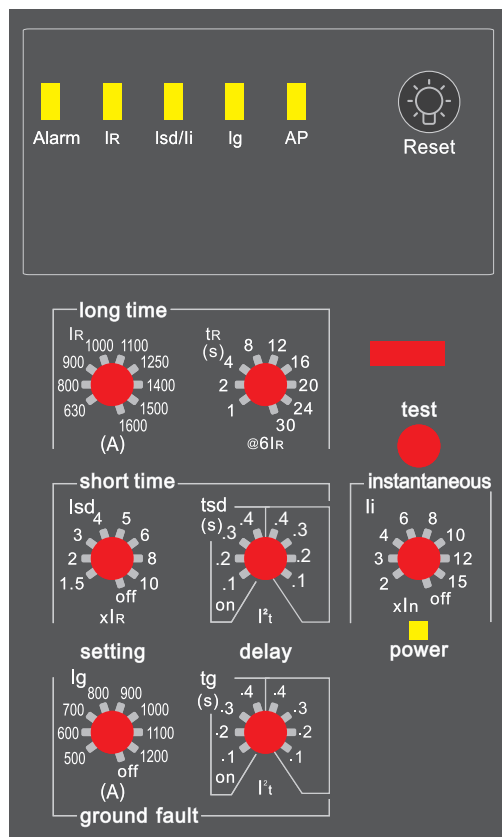 Alarm IR Isd/Ii Ig AP
Reset
long time
IR
630 800 900 1000 1100 1250 1400 1500 1600
(A)
tR
(s)
1 2 4 8 12 16 20 24 30
@6IR
test
short time
Isd
1.5 2 3 4 5 6 8 10 off
xIR
tsd
(s)
on .1 .2 .3 .4 .4 .3 .2 .1
I²t
instantaneous
Ii
2 3 4 6 8 10 12 15 off
xIn
power
setting
delay
Ig
500 600 700 800 900 1000 1100 1200 off
(A)
tg
(s)
on .1 .2 .3 .4 .4 .3 .2 .1
I²t
ground fault